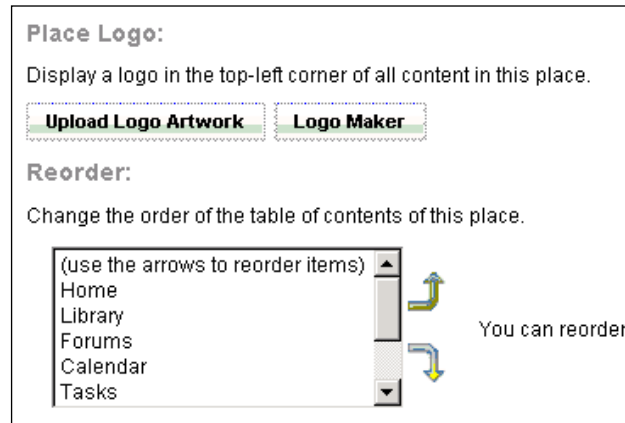 Place Logo:
Display a logo in the top-left corner of all content in this place.
Upload Logo Artwork Logo Maker
Reorder:
Change the order of the table of contents of this place.
(use the arrows to reorder items)
Home
Library
Forums
You can reorder
Calendar
Tasks